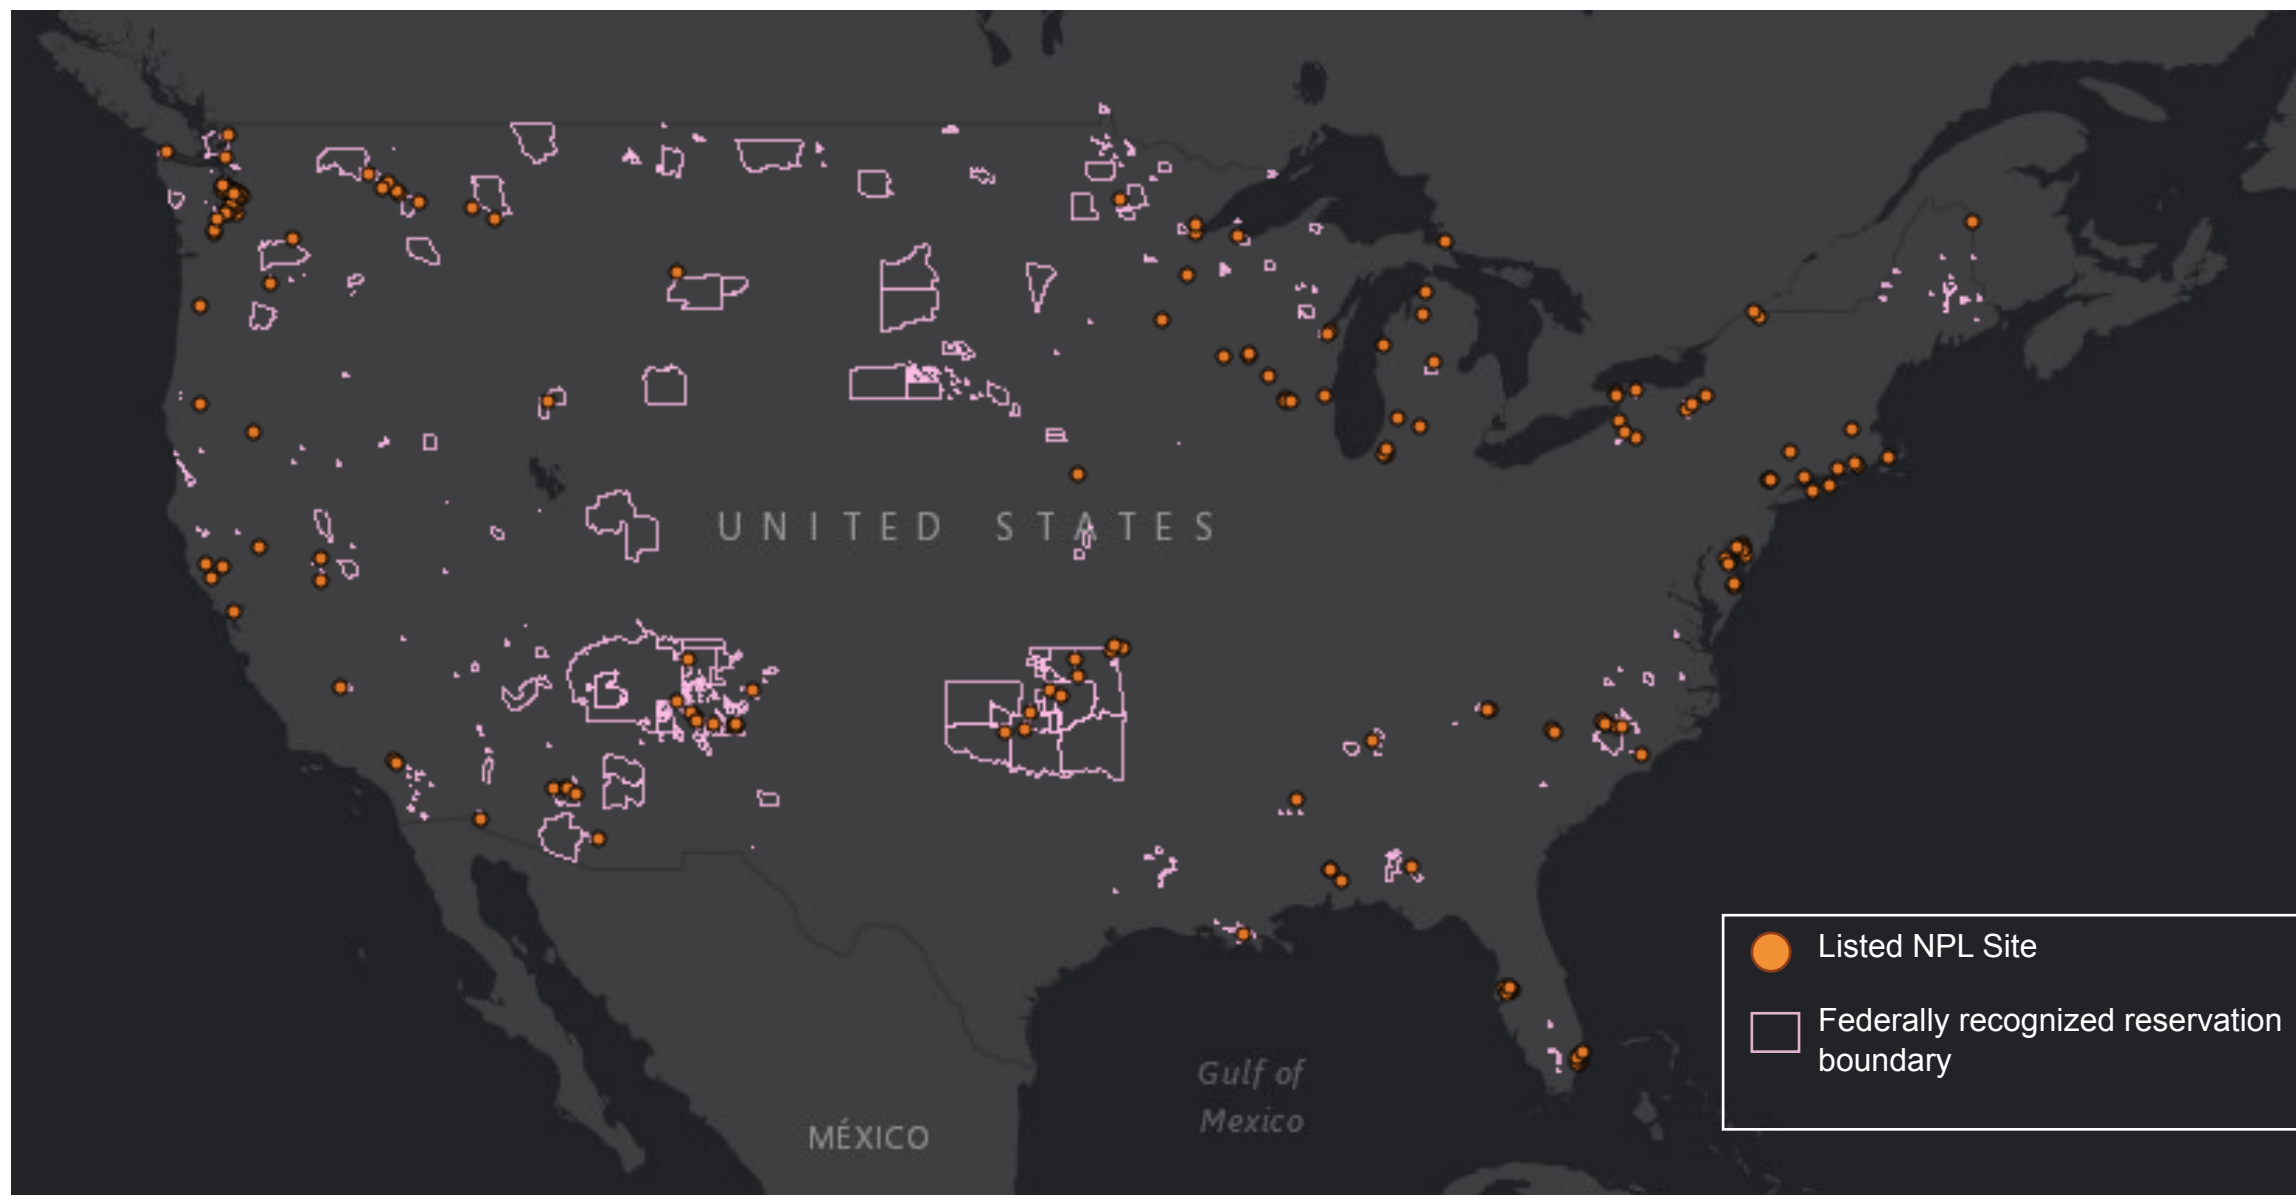 UNITED STATES
Listed NPL Site
Federally recognized reservation
boundary
Gulf of
Mexico
MÉXICO